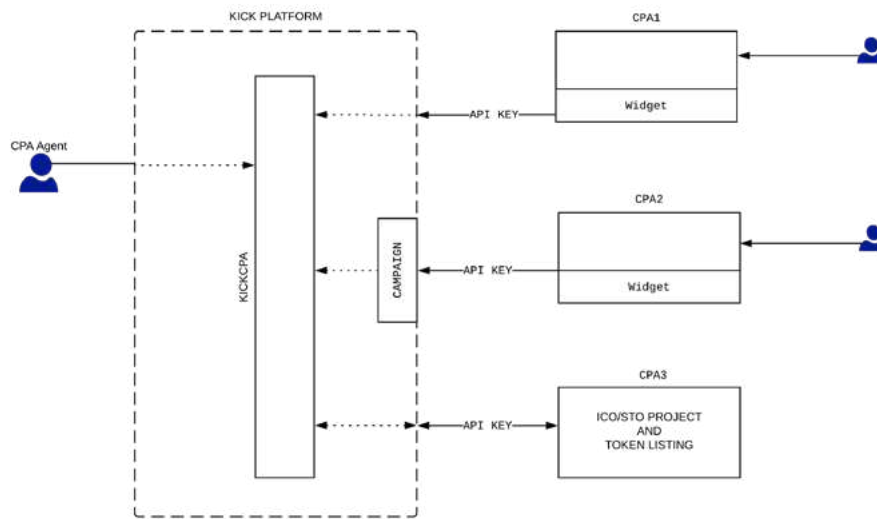 KICK PLATFORM
CPA1
Widget
API KEY
CPA Agent
KICKCPA
CPA2
CAMPAIGN
API KEY
Widget
CPA3
ICO/STO PROJECT
AND
TOKEN LISTING
API KEY